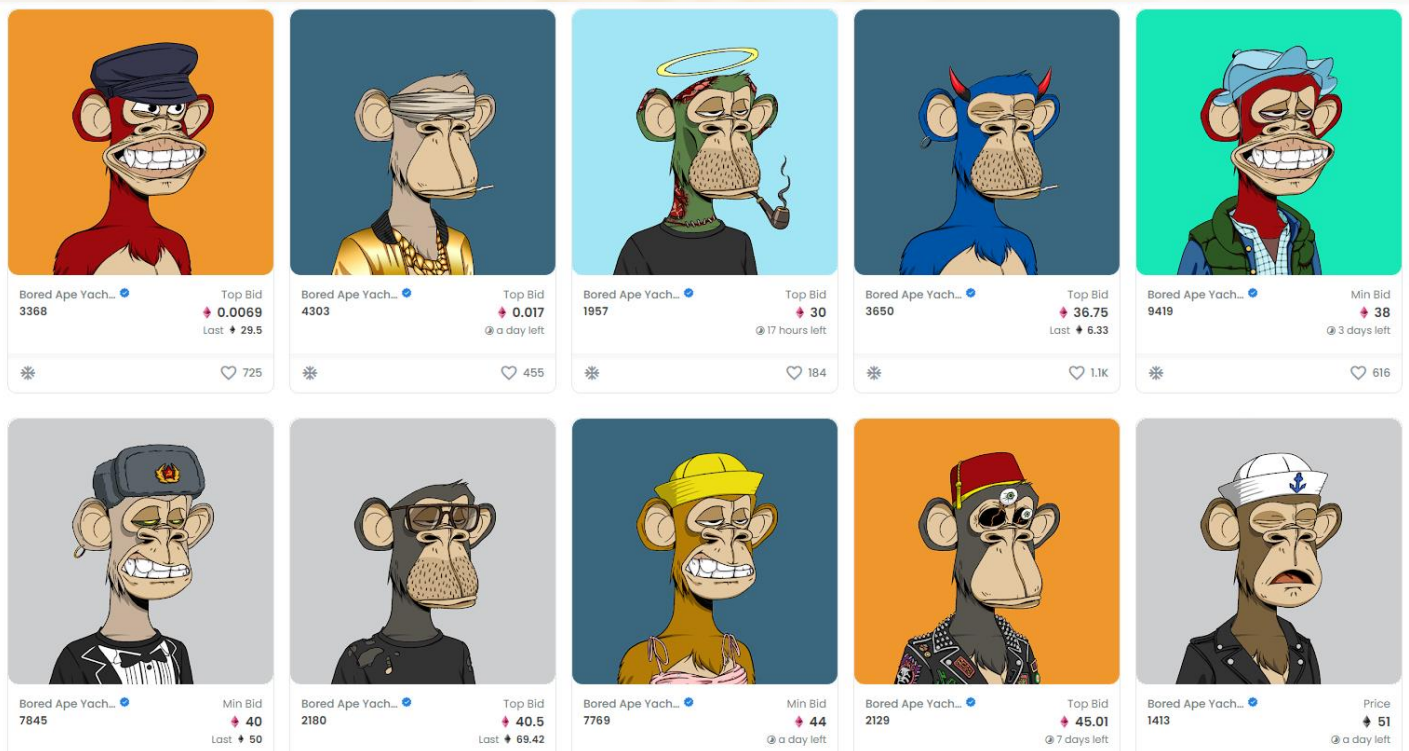 Bored Ape Yach... Top Bid
3368 0.0069
Last 29.5
725
Bored Ape Yach... Top Bid
4303 0.017
a day left
455
Bored Ape Yach... Top Bid
1957 30
17 hours left
184
Bored Ape Yach... Top Bid
3650 36.75
Last 6.33
1.1K
Bored Ape Yach... Min Bid
9419 38
3 days left
616
Bored Ape Yach... Min Bid
7845 40
Last 50
Bored Ape Yach... Top Bid
2180 40.5
Last 69.42
Bored Ape Yach... Min Bid
7769 44
a day left
Bored Ape Yach... Top Bid
2129 45.01
7 days left
Bored Ape Yach... Price
1413 51
a day left